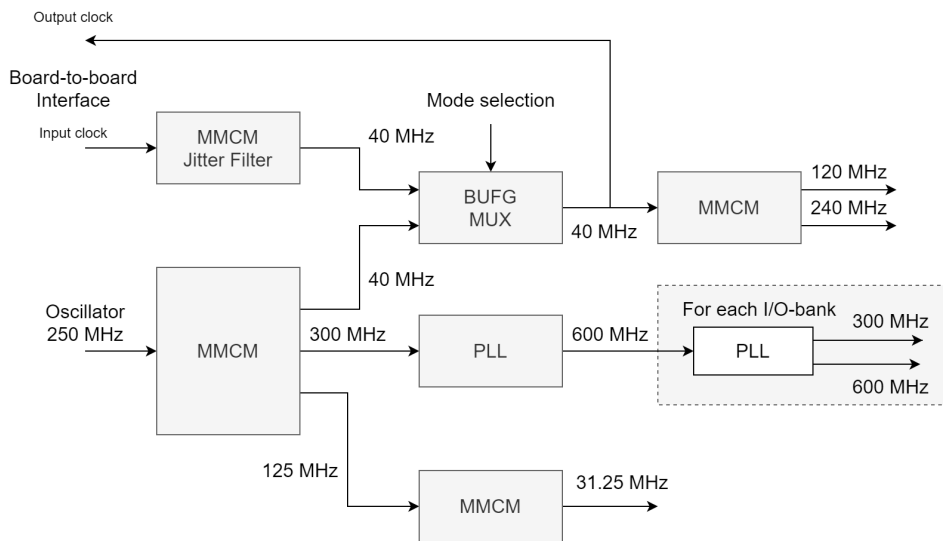 Output clock
Board-to-board
Interface
Input clock
MMCM
Jitter Filter
40 MHz
Mode selection
BUFG
MUX
40 MHz
MMCM
120 MHz
240 MHz
40 MHz
Oscillator
250 MHz
MMCM
300 MHz
PLL
600 MHz
For each I/O-bank
PLL
300 MHz
600 MHz
125 MHz
MMCM
31.25 MHz